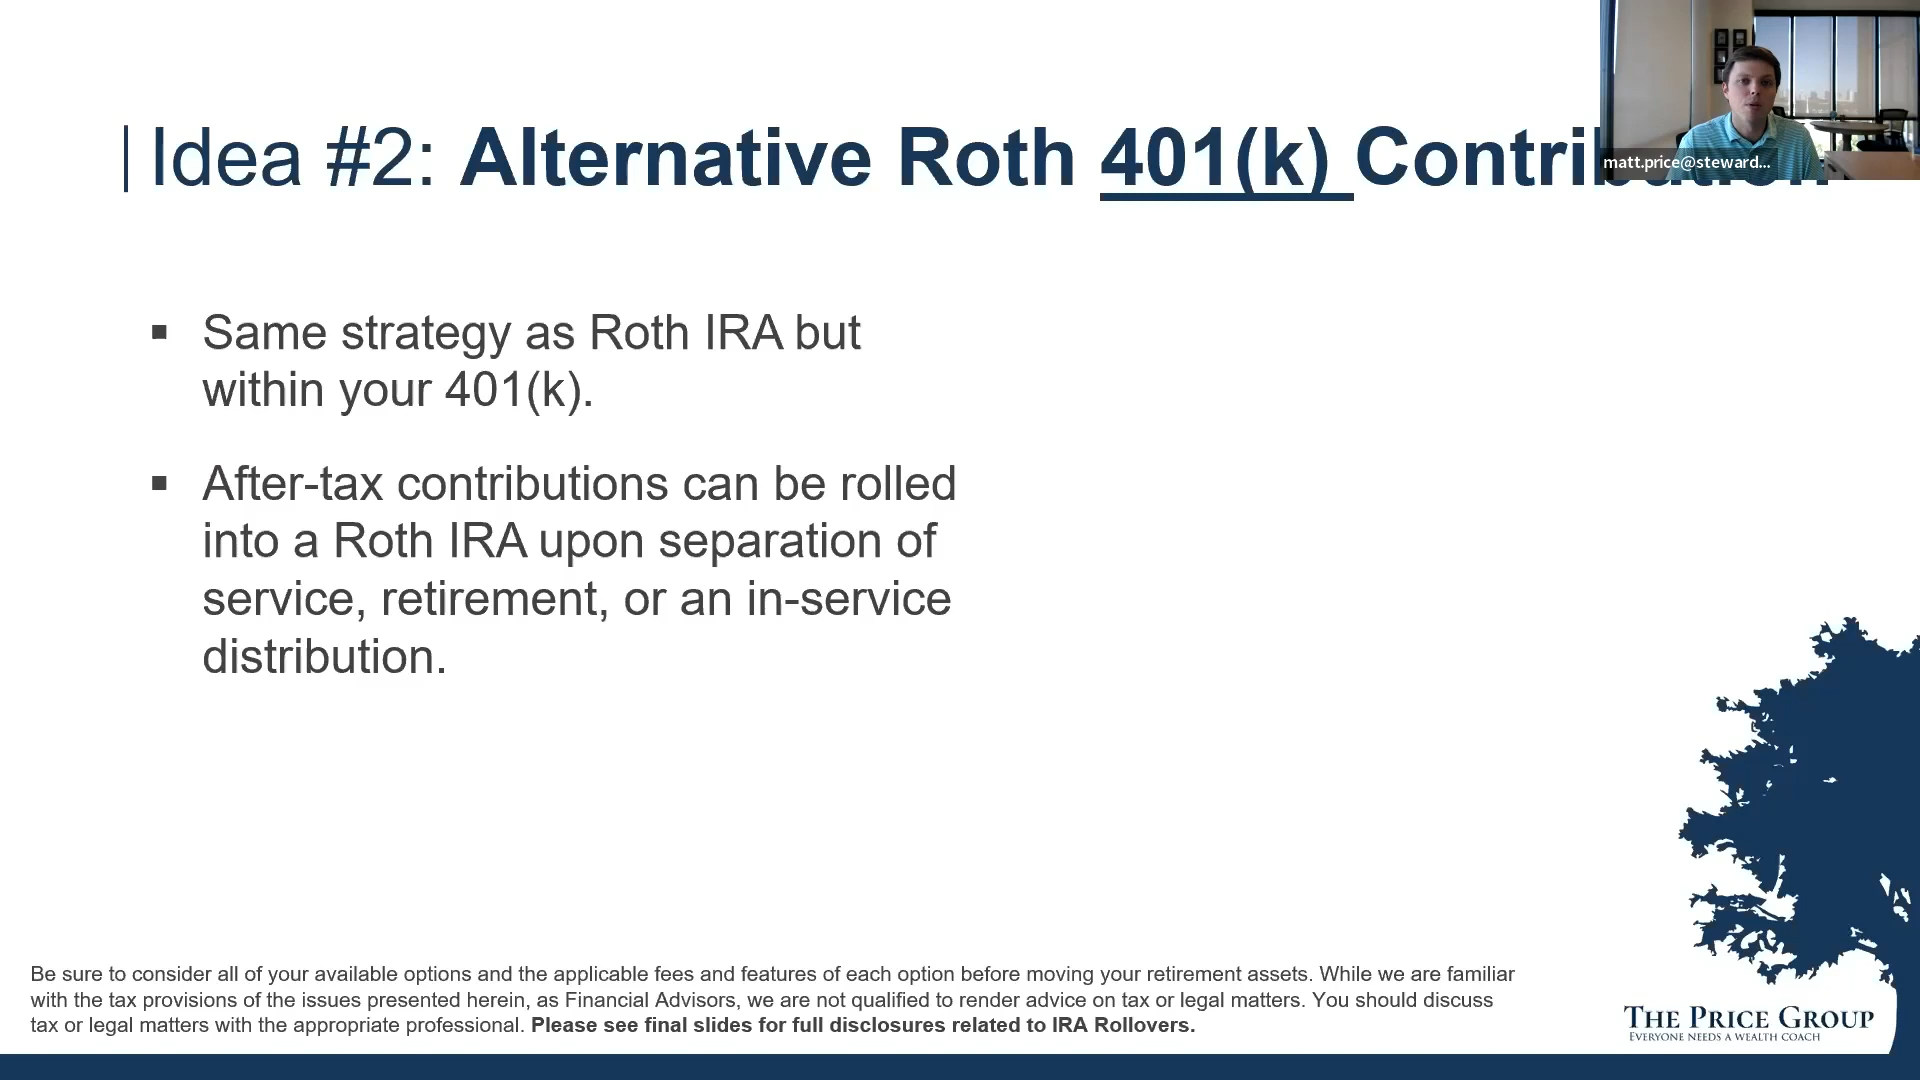 Idea #2: Alternative Roth 401(k) Contribution
matt.price@steward...
▪ Same strategy as Roth IRA but
within your 401(k).
▪ After-tax contributions can be rolled
into a Roth IRA upon separation of
service, retirement, or an in-service
distribution.
Be sure to consider all of your available options and the applicable fees and features of each option before moving your retirement assets. While we are familiar
with the tax provisions of the issues presented herein, as Financial Advisors, we are not qualified to render advice on tax or legal matters. You should discuss
tax or legal matters with the appropriate professional. Please see final slides for full disclosures related to IRA Rollovers.
THE PRICE GROUP
EVERYONE NEEDS A WEALTH COACH